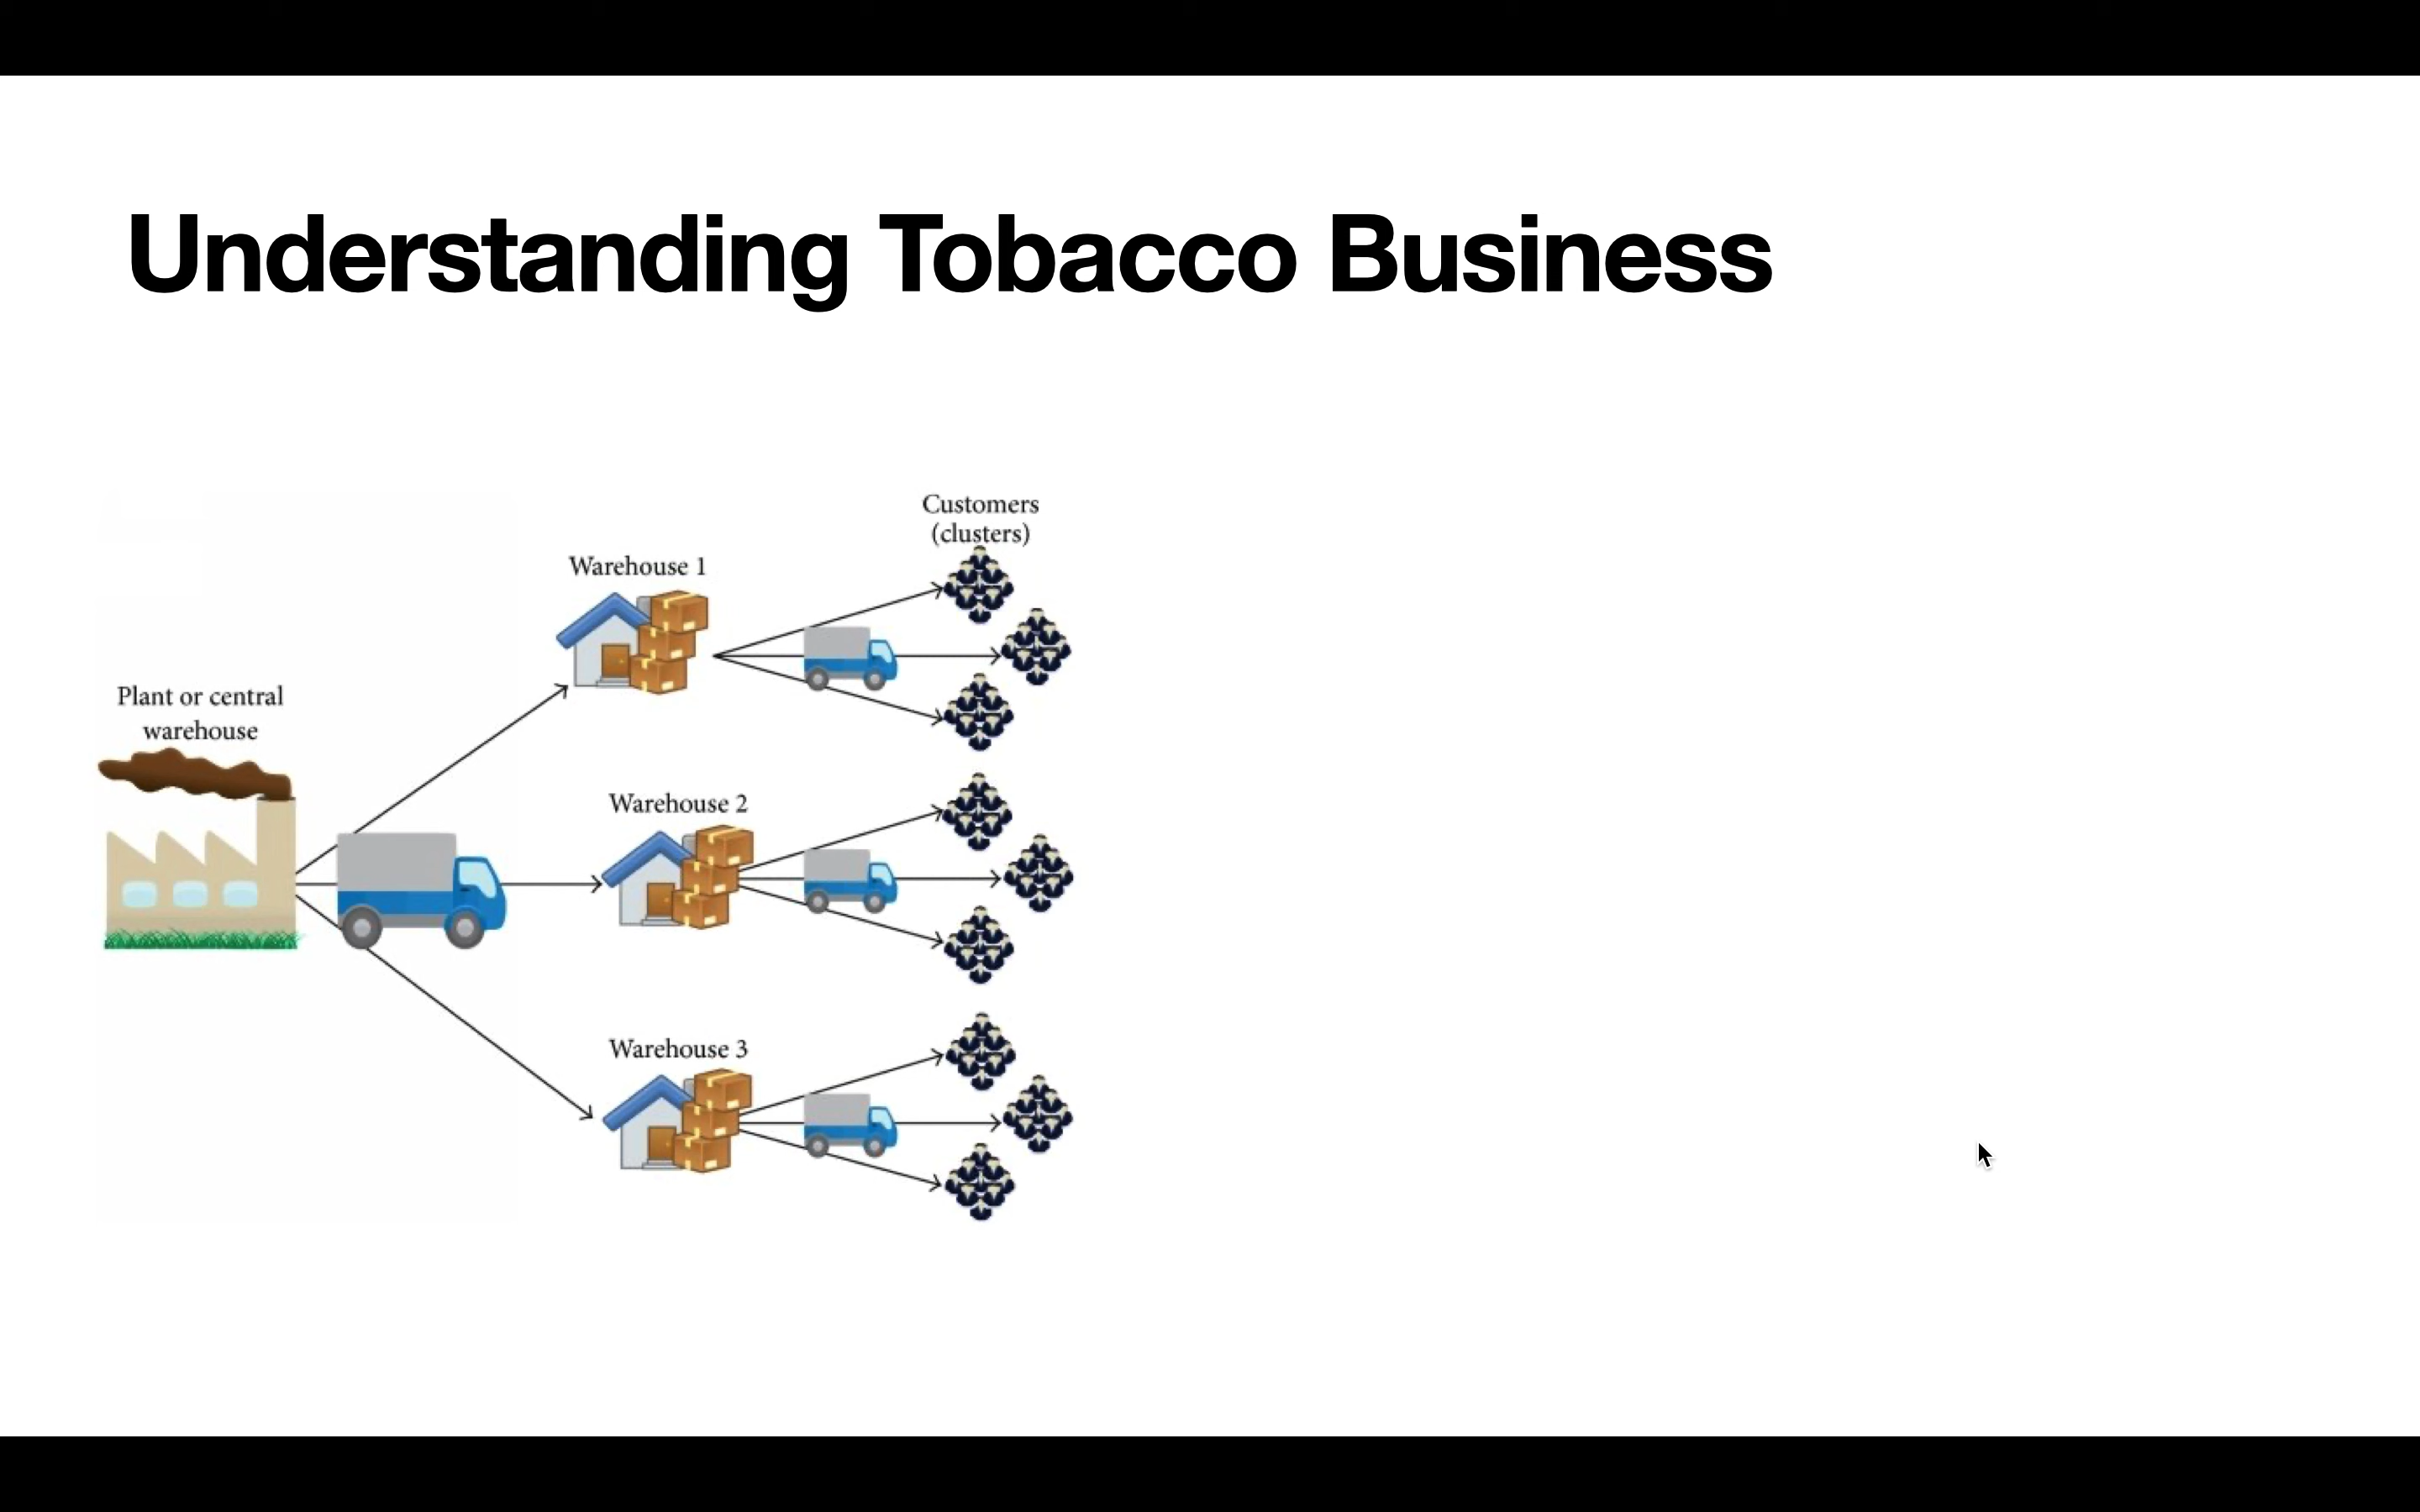 Understanding Tobacco Business
Customers
(clusters)
Warehouse 1
Plant or central
warehouse
Warehouse 2
Warehouse 3